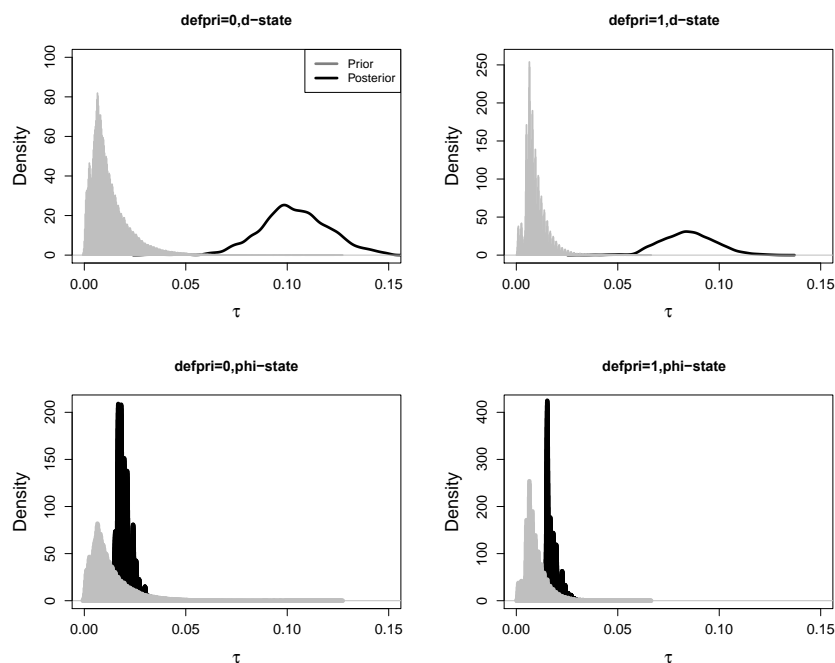 defpri=0,d−state
Density
0 20 40 60 80 100
Prior
Posterior
0.00 0.05 0.10 0.15
τ
defpri=1,d−state
Density
0 50 100 150 200 250
0.00 0.05 0.10 0.15
τ
defpri=0,phi−state
Density
0 50 100 150 200
0.00 0.05 0.10 0.15
τ
defpri=1,phi−state
Density
0 100 200 300 400
0.00 0.05 0.10 0.15
τ